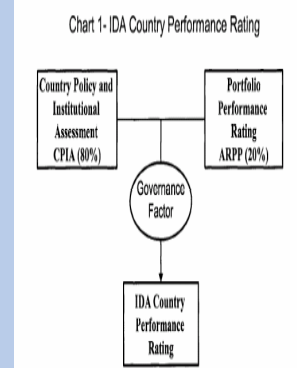 Chart 1- IDA Country Performance Rating
Country Policy and
Institutional
Assessment
CPIA (80%)
Portfolio
Performance
Rating
ARPP (20%)
Governance
Factor
IDA Country
Performance
Rating